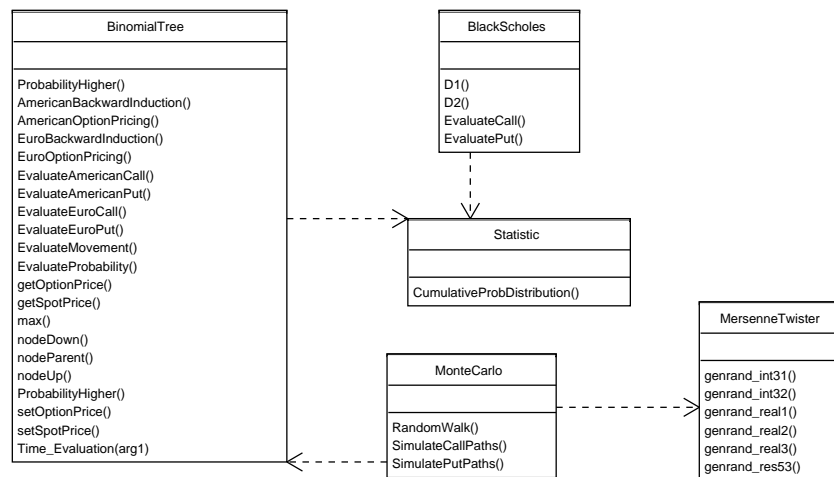 BinomialTree
ProbabilityHigher()
AmericanBackwardInduction()
AmericanOptionPricing()
EuroBackwardInduction()
EuroOptionPricing()
EvaluateAmericanCall()
EvaluateAmericanPut()
EvaluateEuroCall()
EvaluateEuroPut()
EvaluateMovement()
EvaluateProbability()
getOptionPrice()
getSpotPrice()
max()
nodeDown()
nodeParent()
nodeUp()
ProbabilityHigher()
setOptionPrice()
setSpotPrice()
Time_Evaluation(arg1)
BlackScholes
D1()
D2()
EvaluateCall()
EvaluatePut()
Statistic
CumulativeProbDistribution()
MonteCarlo
RandomWalk()
SimulateCallPaths()
SimulatePutPaths()
MersenneTwister
genrand_int31()
genrand_int32()
genrand_real1()
genrand_real2()
genrand_real3()
genrand_res53()